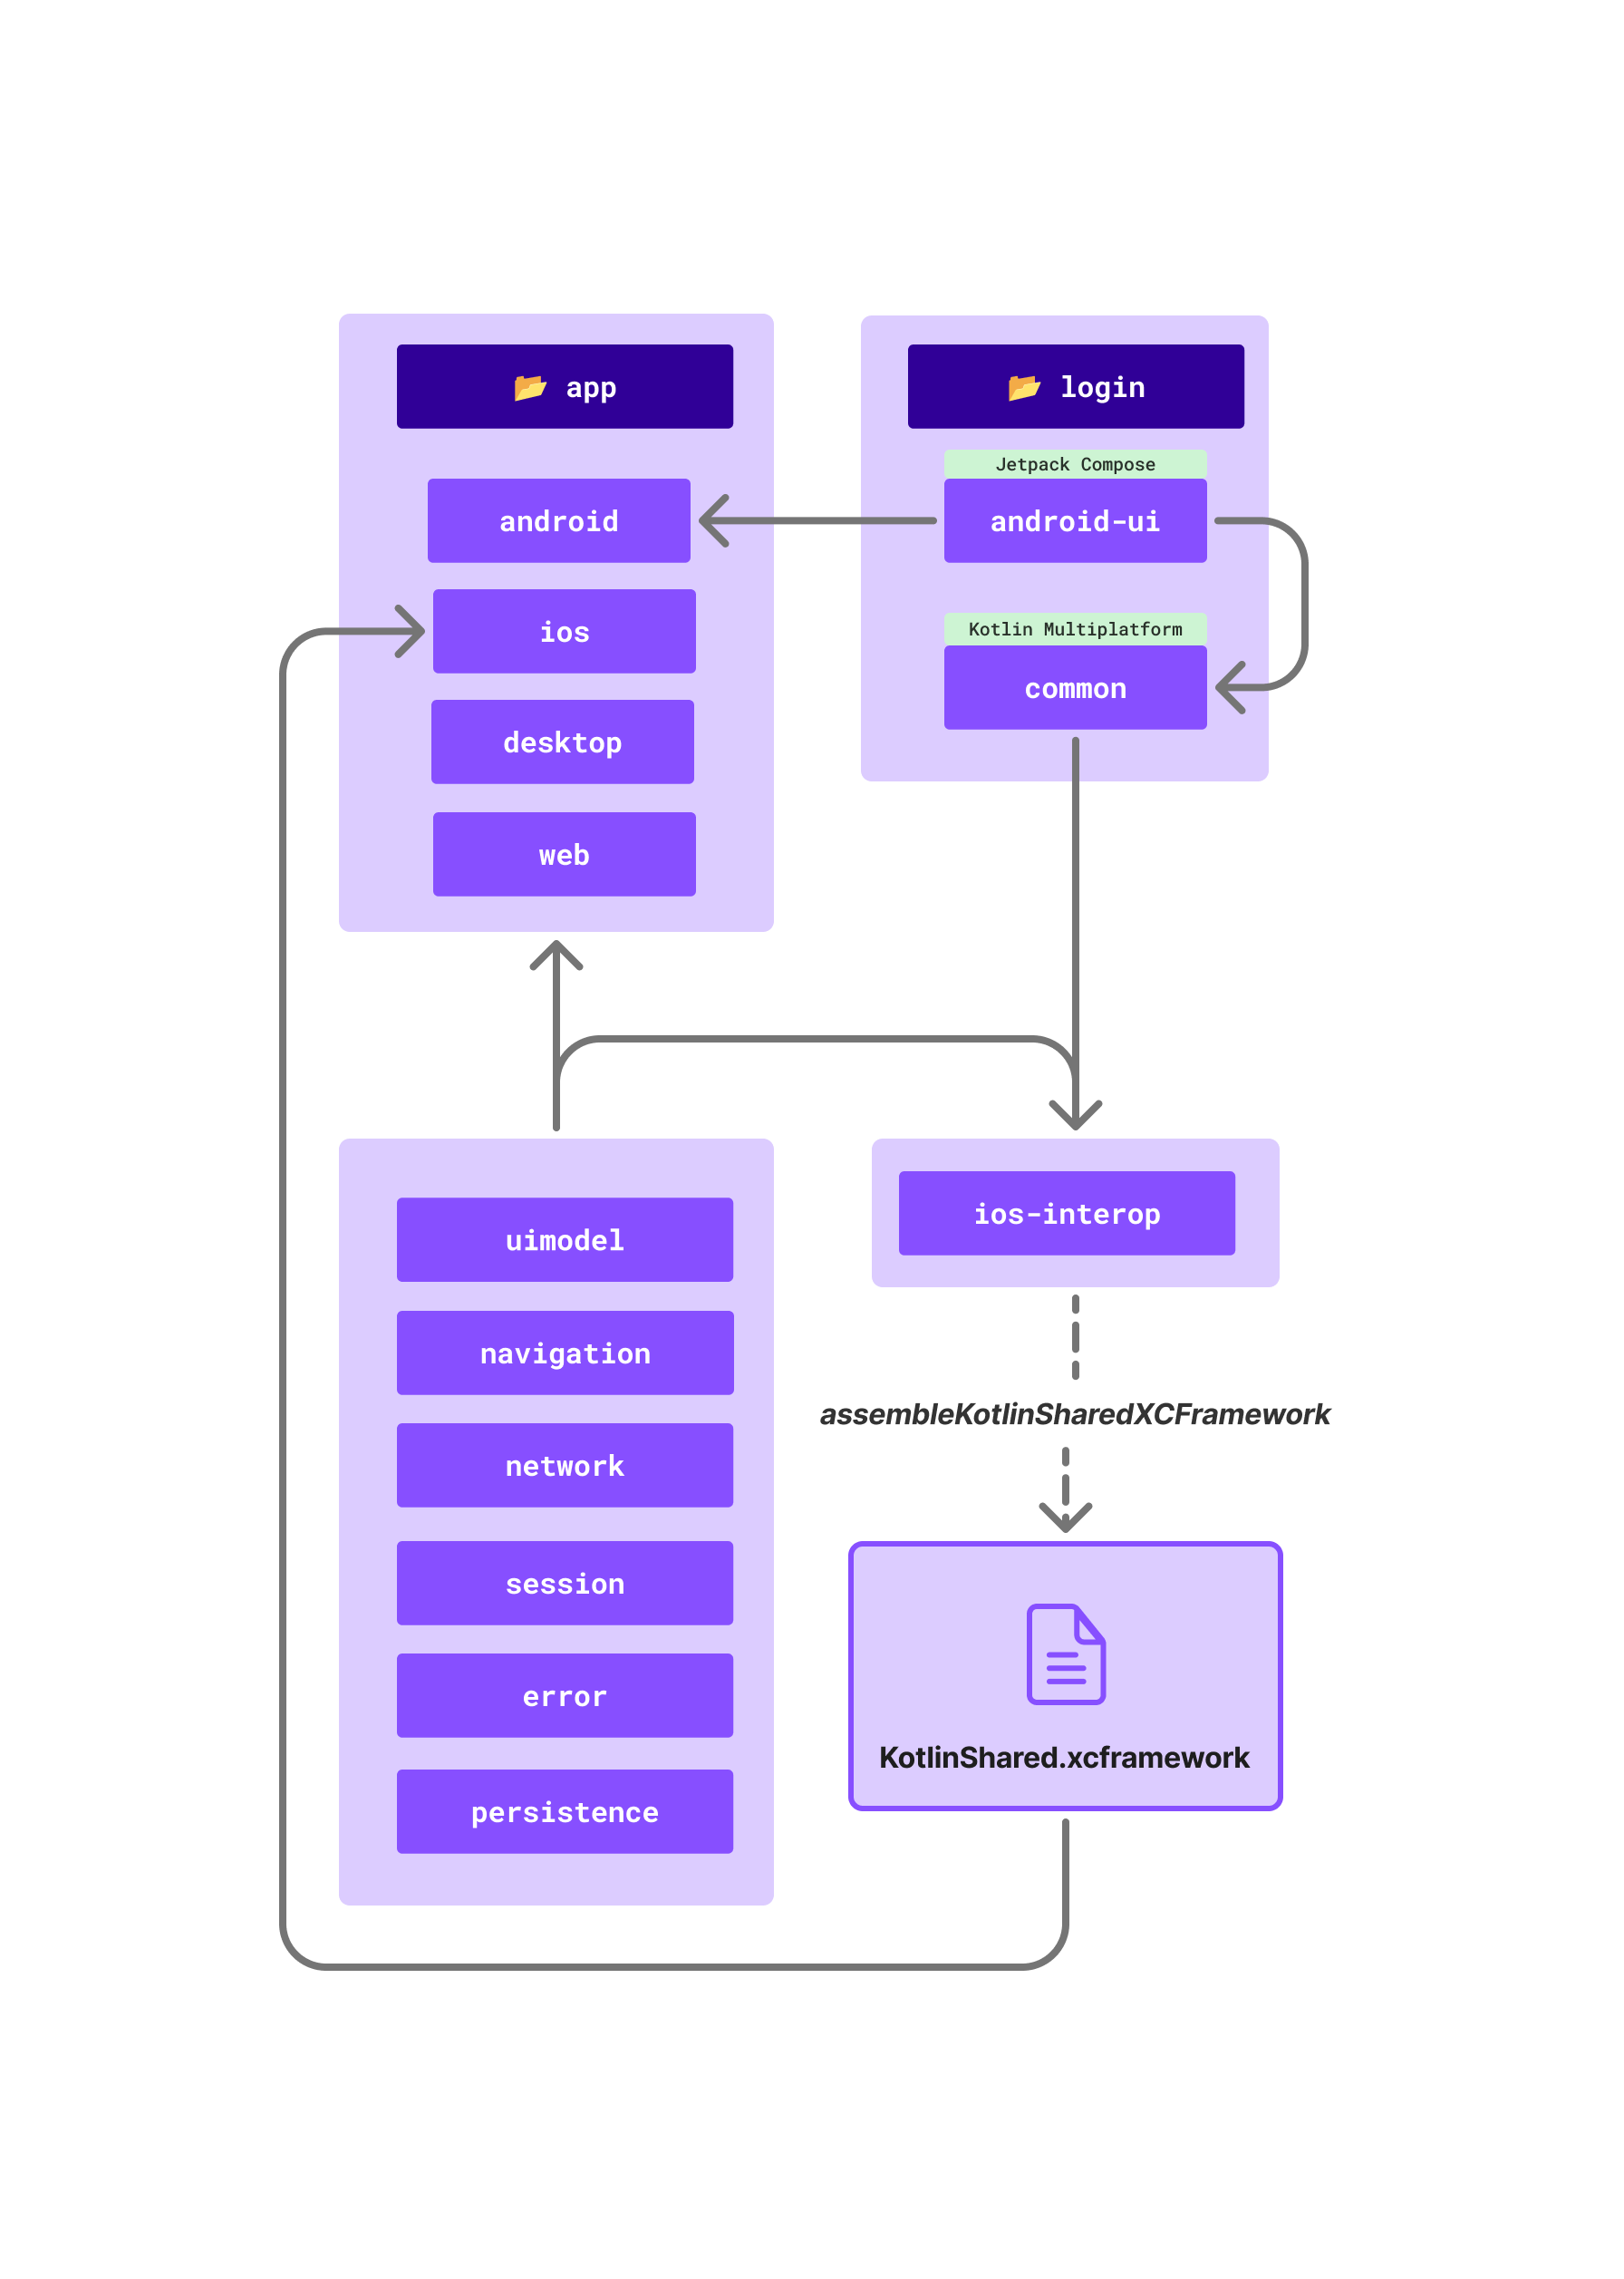 app
android
ios
desktop
web
login
Jetpack Compose
android-ui
Kotlin Multiplatform
common
uimodel
navigation
network
session
error
persistence
ios-interop
assembleKotlinSharedXCFramework
KotlinShared.xcframework